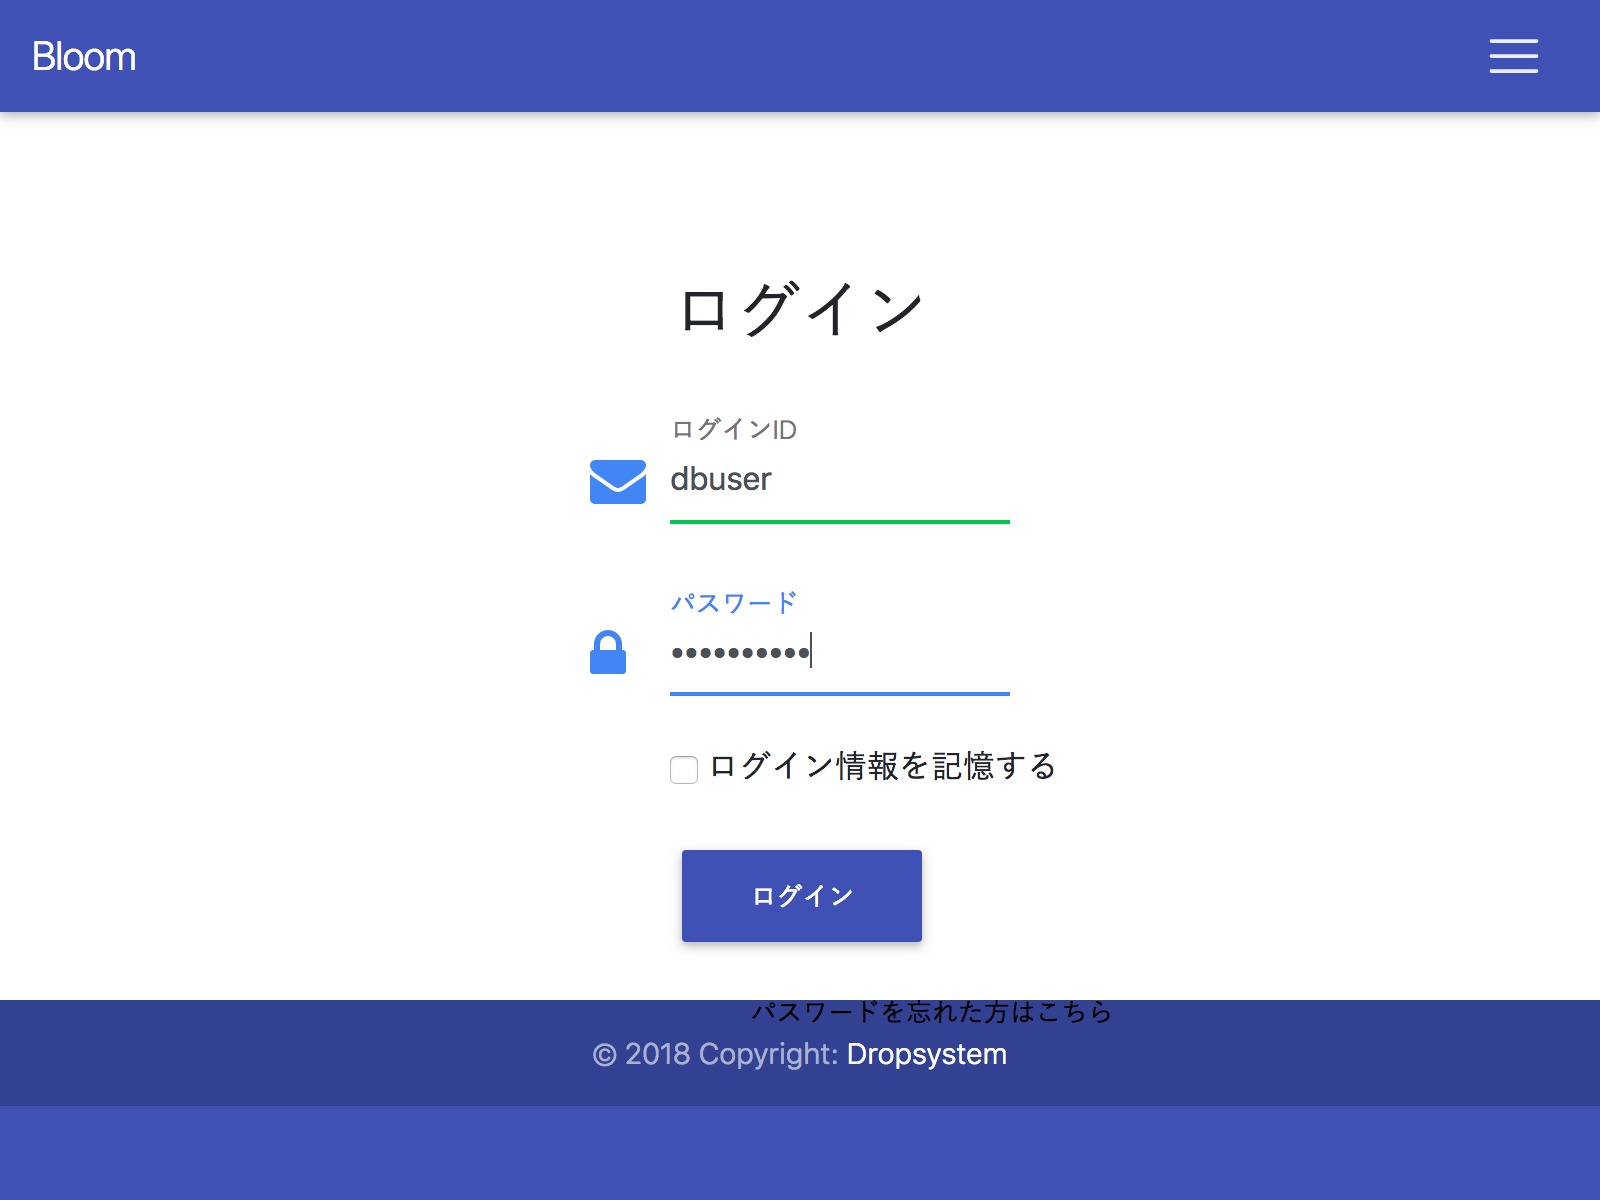 Bloom
ログイン
ログインID
dbuser
パスワード
••••••••••
ログイン情報を記憶する
ログイン
パスワードを忘れた方はこちら
© 2018 Copyright: Dropsystem